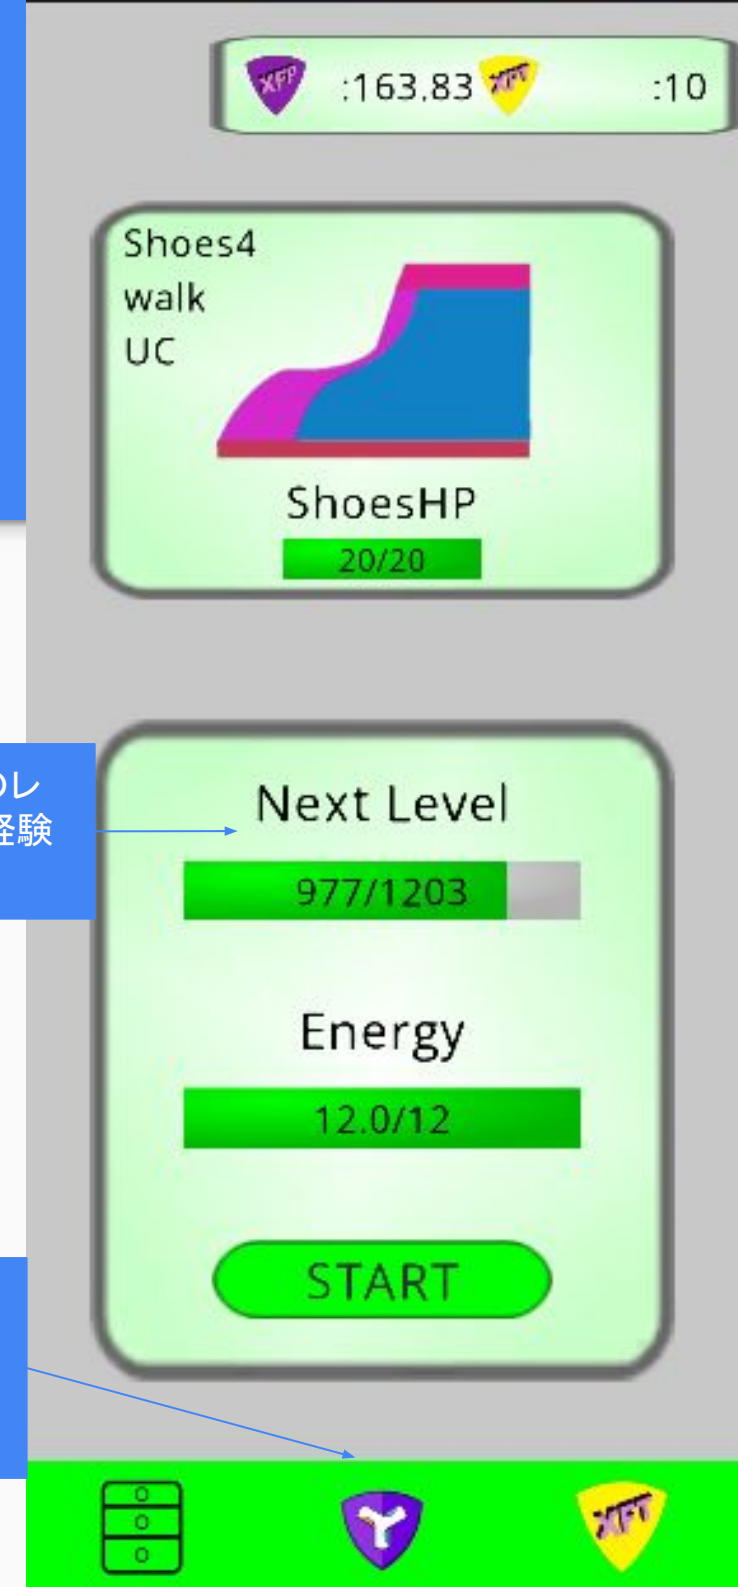 XFP :163.83 XFT :10
Shoes4
walk
UC
ShoesHP
20/20
のレ
経験
Next Level
977/1203
Energy
12.0/12
START
XFT